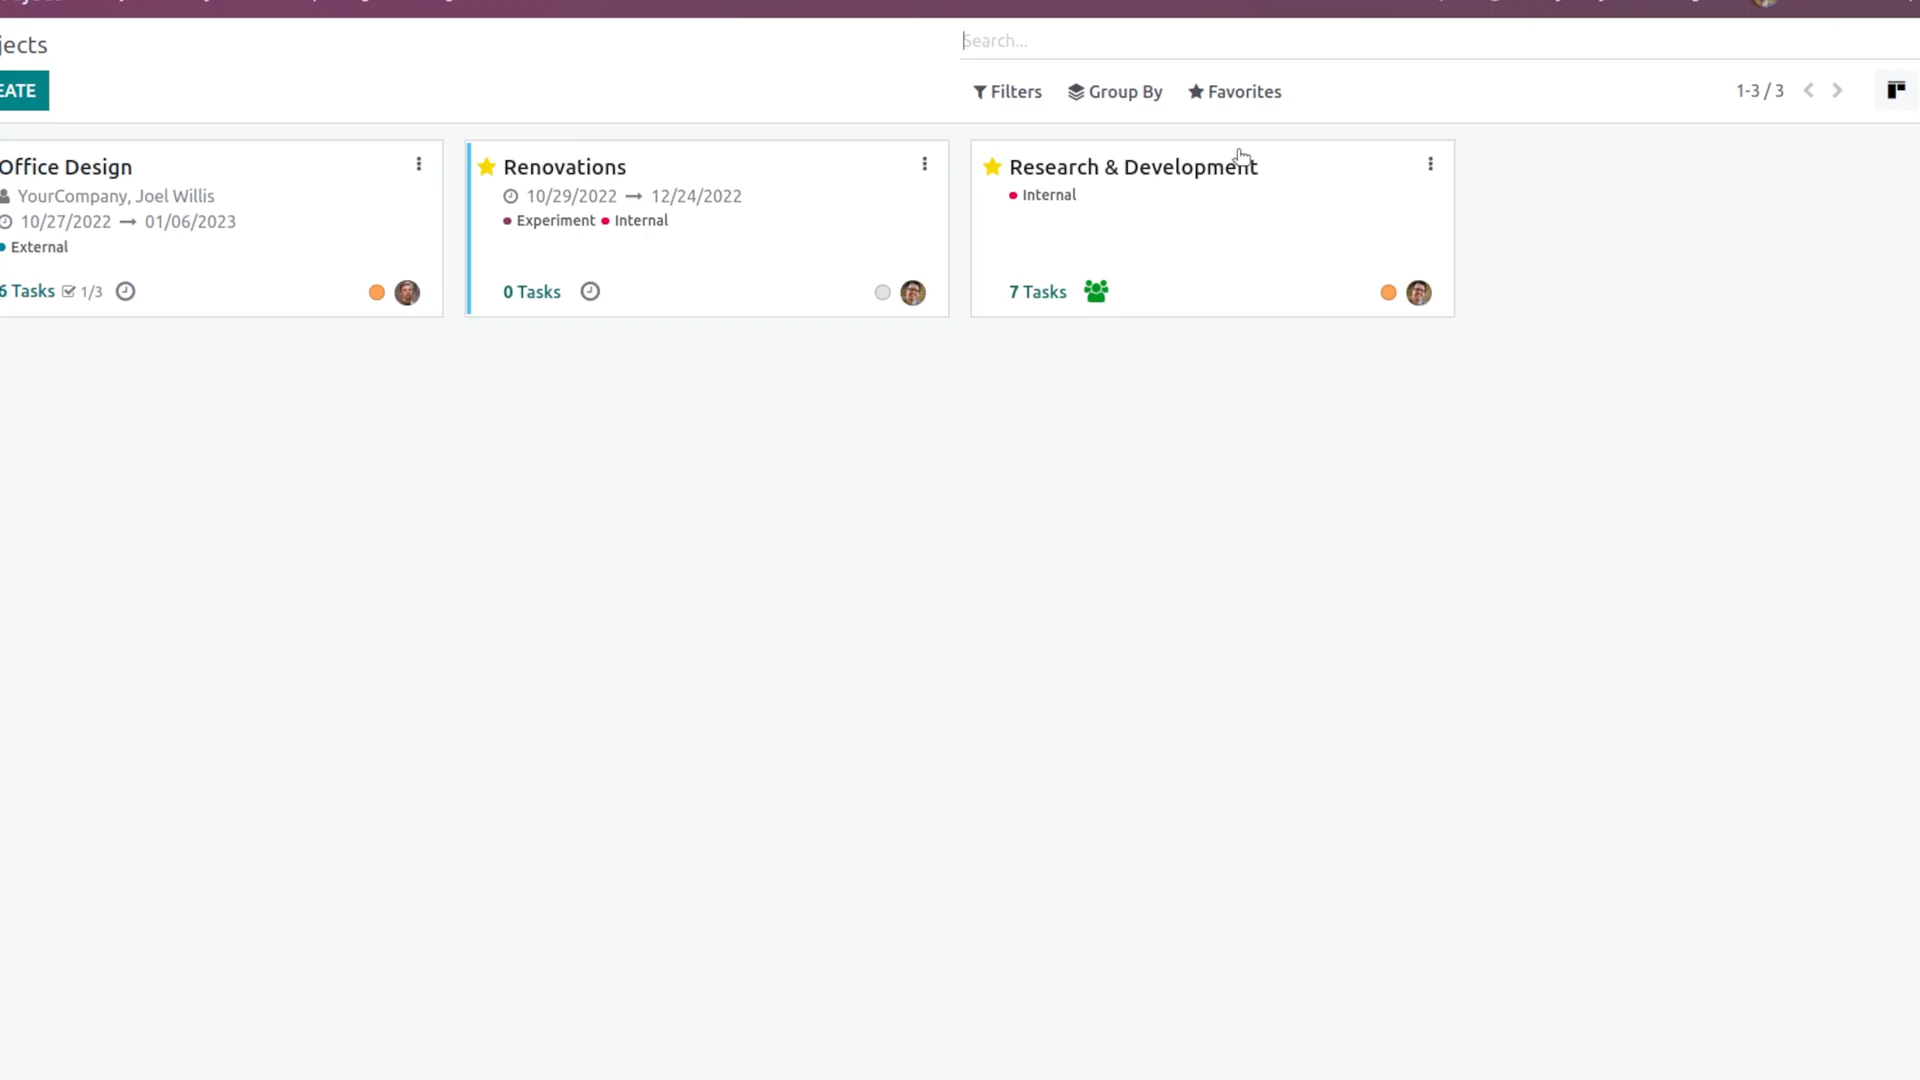 jects
Search...
EATE
Filters Group By Favorites
1-3 / 3
Office Design
YourCompany, Joel Willis
10/27/2022 → 01/06/2023
External
6 Tasks 1/3
Renovations
10/29/2022 → 12/24/2022
Experiment Internal
0 Tasks
Research & Development
Internal
7 Tasks